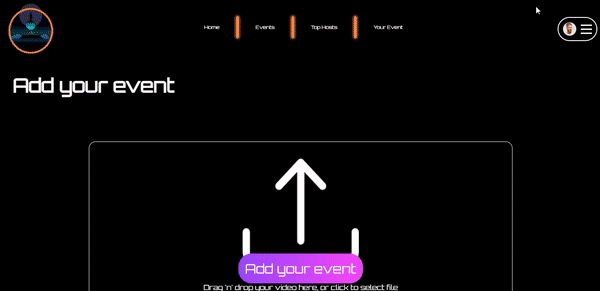 Home Events Top Hosts Your Event
Add your event
Add your event
Drag 'n' drop your video here, or click to select file